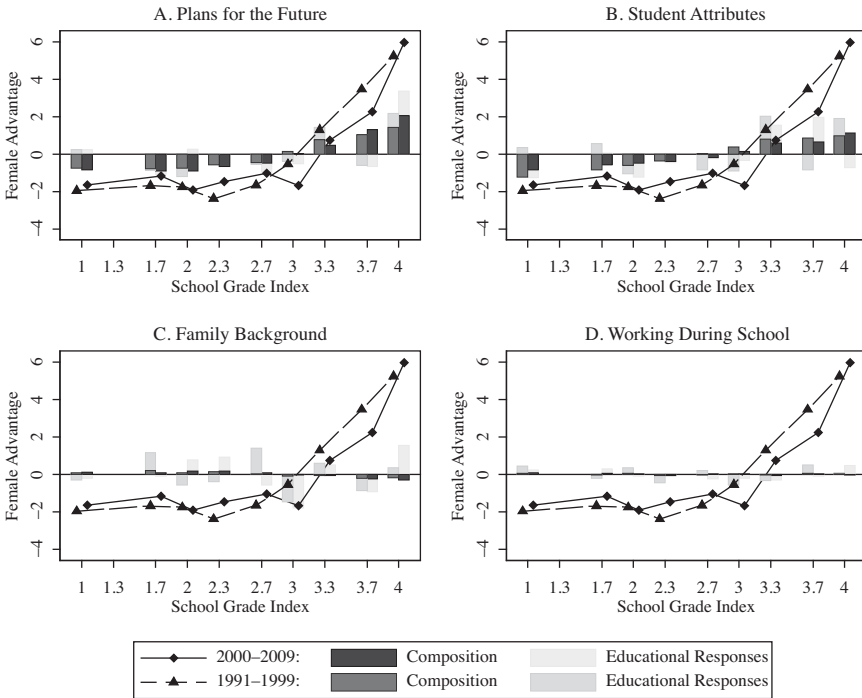 A. Plans for the Future
B. Student Attributes
Female Advantage
6
4
2
0
−2
−4
1 1.3 1.7 2 2.3 2.7 3 3.3 3.7 4
School Grade Index
Female Advantage
6
4
2
0
−2
−4
1 1.3 1.7 2 2.3 2.7 3 3.3 3.7 4
School Grade Index
C. Family Background
D. Working During School
Female Advantage
6
4
2
0
−2
−4
1 1.3 1.7 2 2.3 2.7 3 3.3 3.7 4
School Grade Index
Female Advantage
6
4
2
0
−2
−4
1 1.3 1.7 2 2.3 2.7 3 3.3 3.7 4
School Grade Index
2000–2009: Composition Educational Responses
1991–1999: Composition Educational Responses